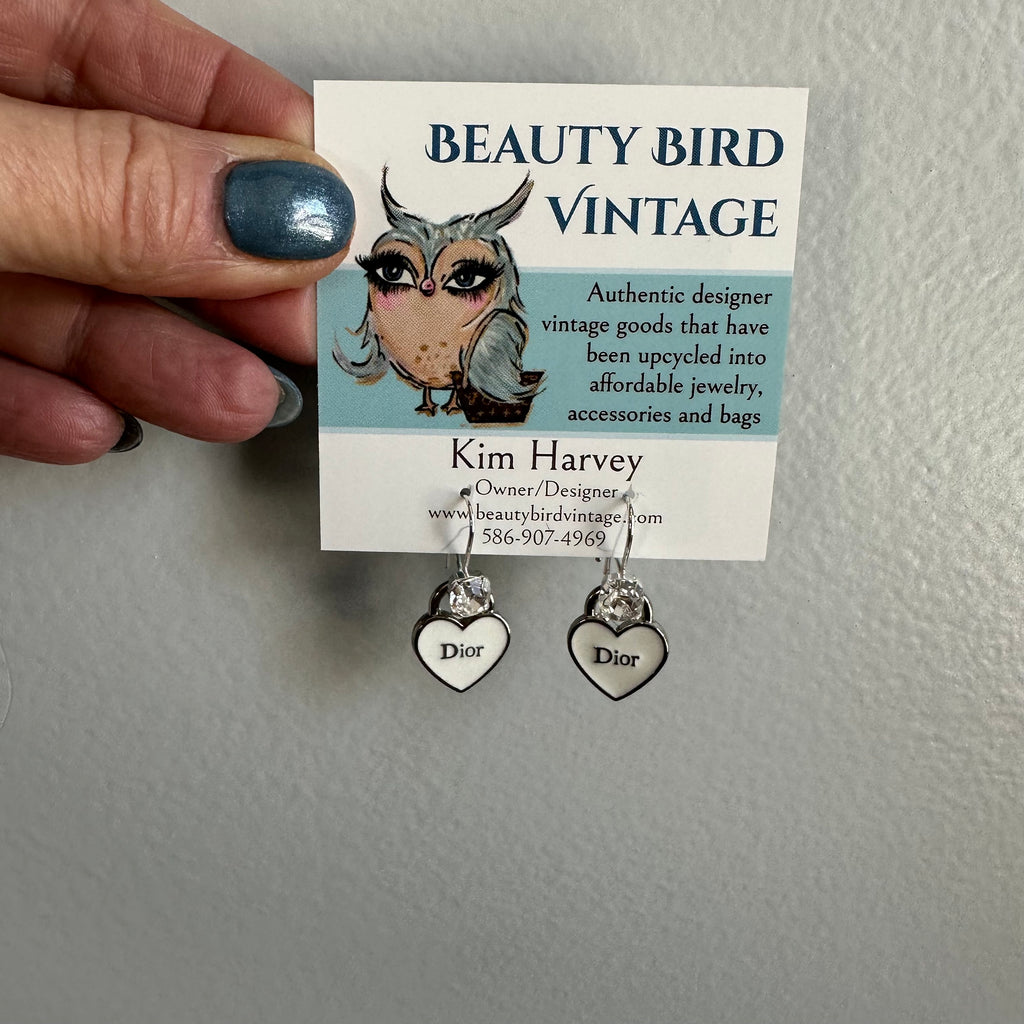 BEAUTY BIRD
VINTAGE
Authentic designer
vintage goods that have
been upcycled into
affordable jewelry,
accessories and bags
Kim Harvey
Owner/Designer
www.beautybirdvintage.com
586-907-4969
Dior
Dior